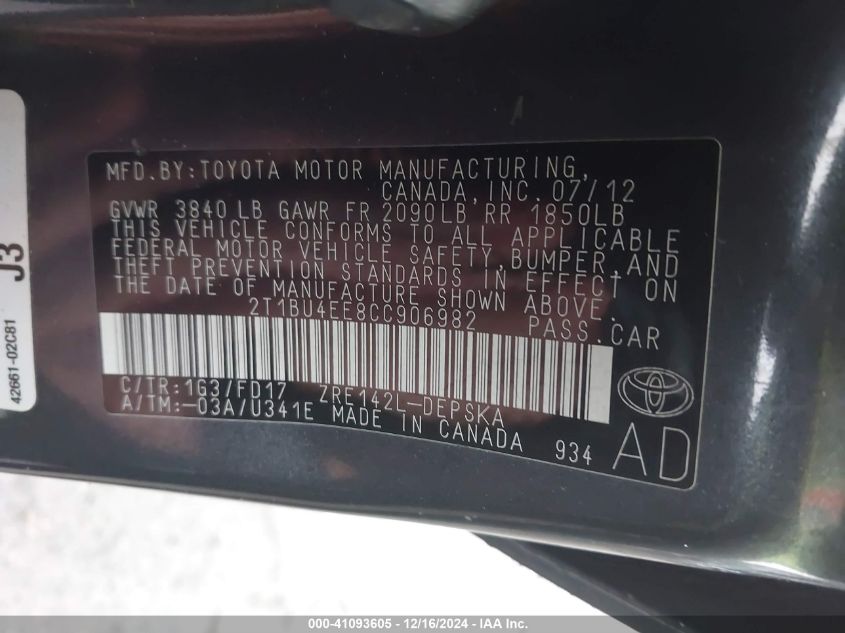 MFD.BY:TOYOTA MOTOR MANUFACTURING,
CANADA,INC. 07/12
GVWR 3840LB GAWR FR 2090LB RR 1850LB
THIS VEHICLE CONFORMS TO ALL APPLICABLE
FEDERAL MOTOR VEHICLE SAFETY,BUMPER,AND
THEFT PREVENTION STANDARDS IN EFFECT ON
THE DATE OF MANUFACTURE SHOWN ABOVE.
2T1BU4EE8CC906982 PASS.CAR
C/TR:1G3/FD17 ZRE142L-DEPSKA
A/TM:-03A/U341E MADE IN CANADA 934
AD
J3
42661-02C81
000-41093605 - 12/16/2024 - IAA Inc.